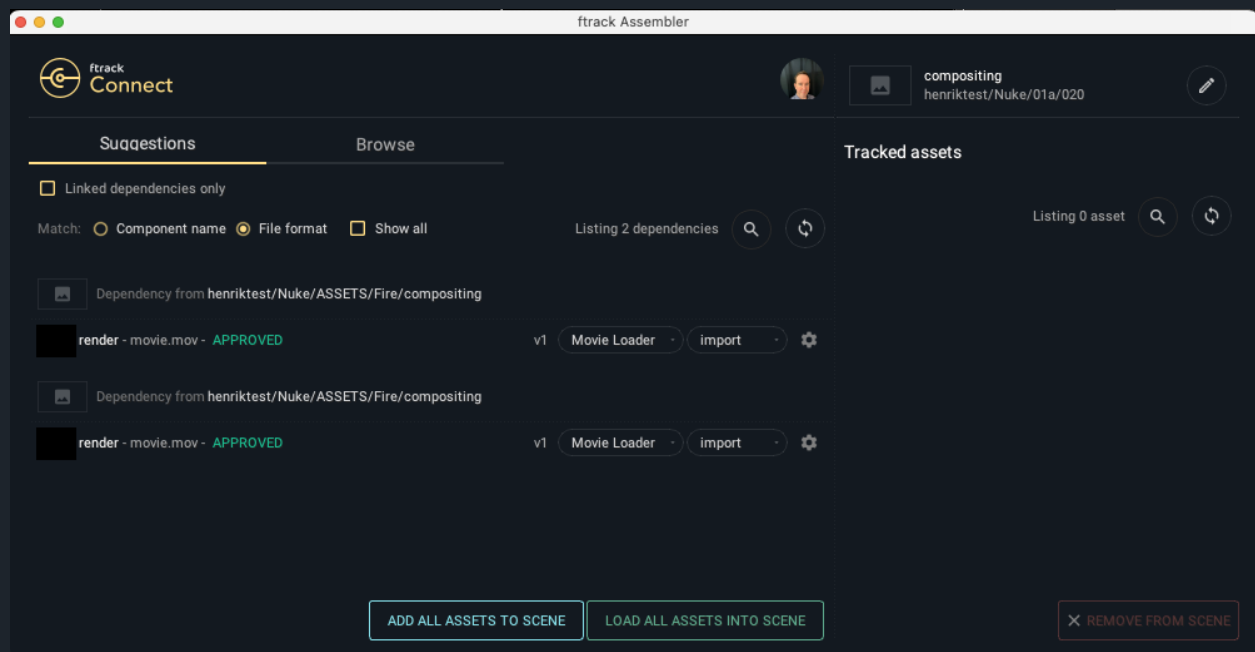 ftrack Assembler
ftrack
Connect
compositing
henriktest/Nuke/01a/020
Suggestions
Browse
Tracked assets
Linked dependencies only
Match: Component name File format Show all
Listing 2 dependencies
Listing 0 asset
Dependency from henriktest/Nuke/ASSETS/Fire/compositing
render - movie.mov - APPROVED v1 Movie Loader import
Dependency from henriktest/Nuke/ASSETS/Fire/compositing
render - movie.mov - APPROVED v1 Movie Loader import
ADD ALL ASSETS TO SCENE
LOAD ALL ASSETS INTO SCENE
REMOVE FROM SCENE